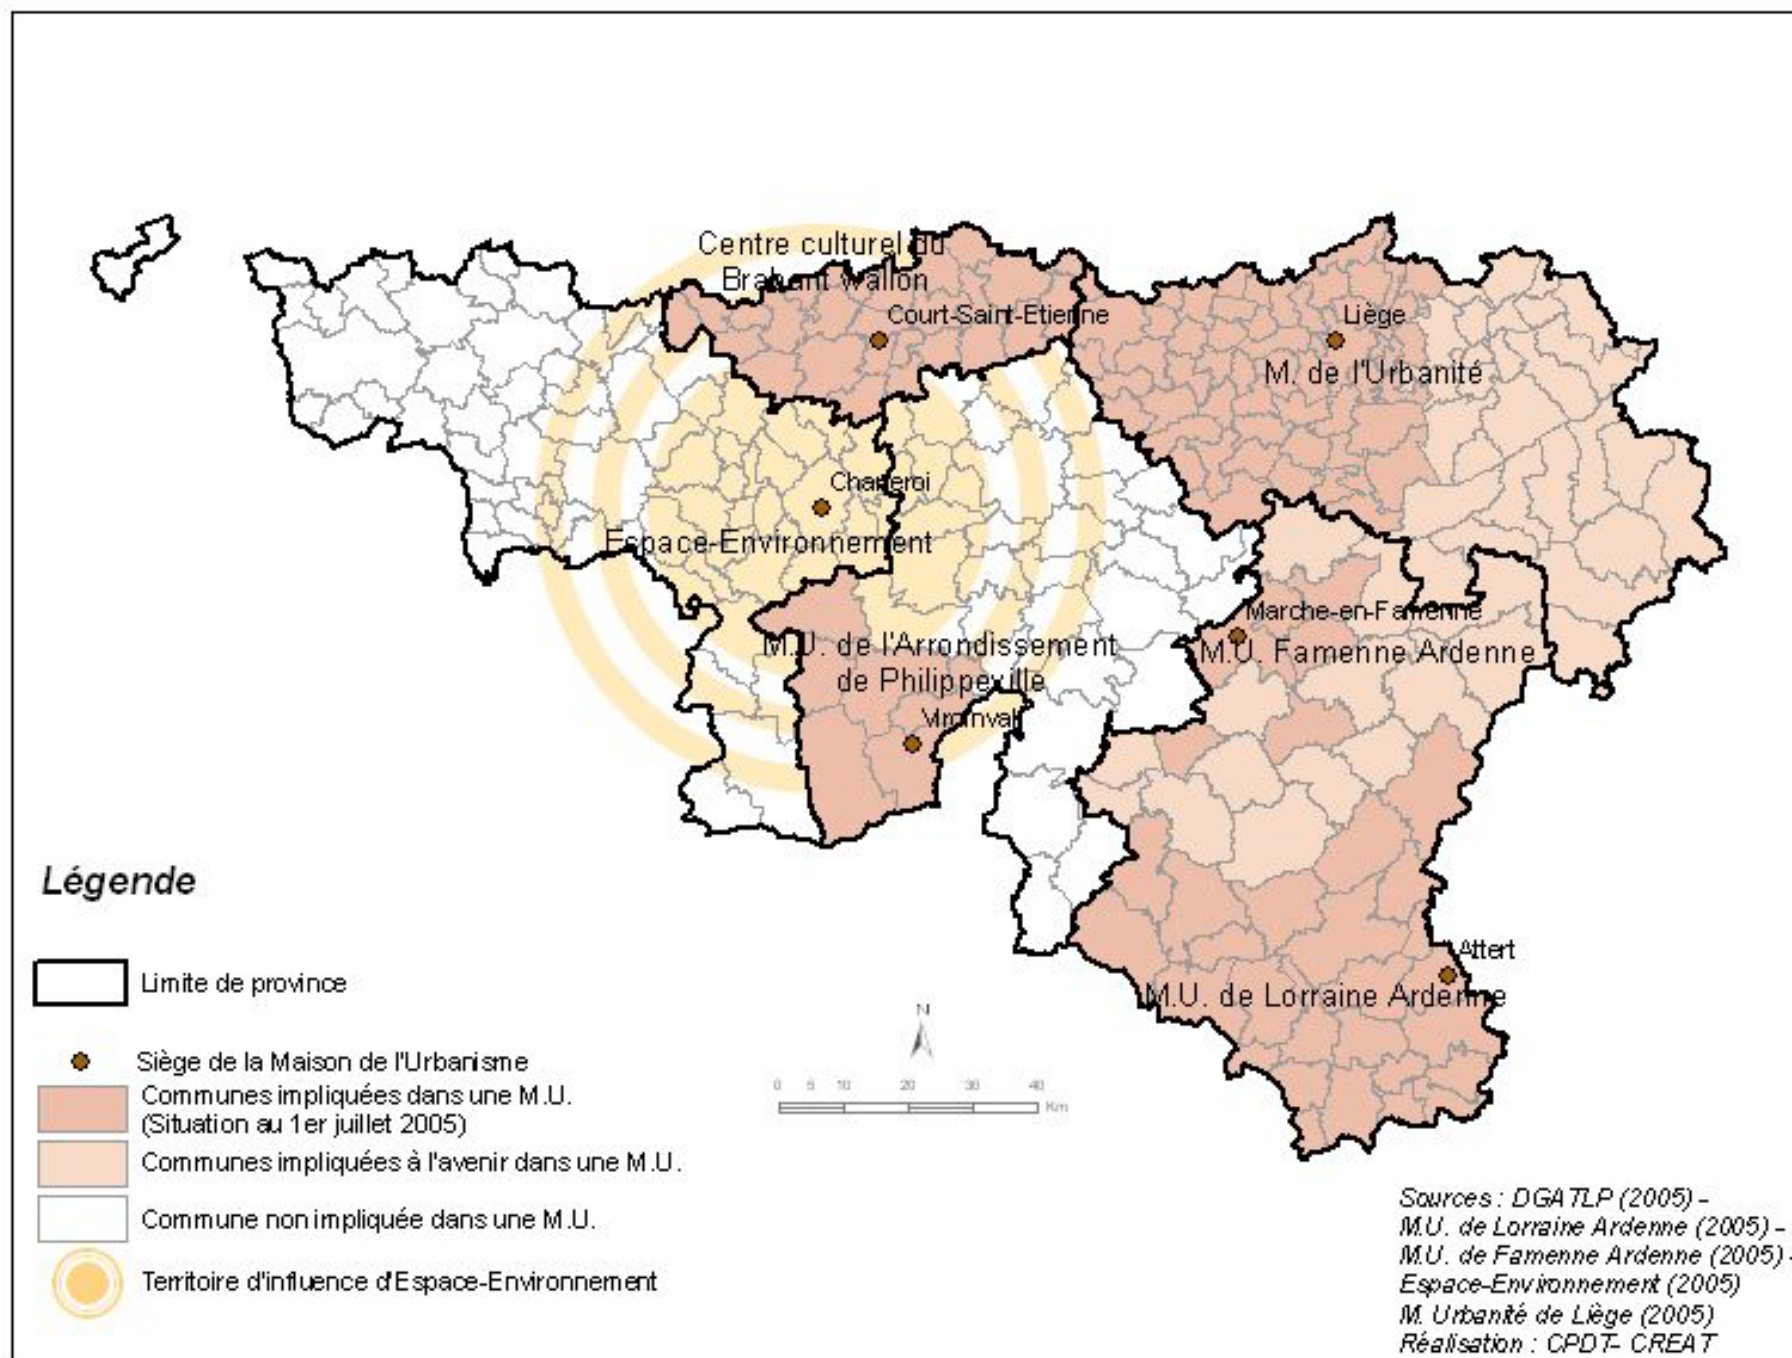 Centre culturel du
Brabant wallon
Court-Saint-Etienne
Liège
M. de l'Urbanité
Charleroi
Espace-Environnement
Marche-en-Famenne
M.U. Famenne Ardenne
M.U. de l'Arrondissement
de Philippeville
Viroinval
Attert
M.U. de Lorraine Ardenne
Légende
Limite de province
Siège de la Maison de l'Urbanisme
Communes impliquées dans une M.U.
(Situation au 1er juillet 2005)
Communes impliquées à l'avenir dans une M.U.
Commune non impliquée dans une M.U.
Territoire d'influence d'Espace-Environnement
N
0 5 10 20 30 40
Km
Sources : DGATLP (2005) -
M.U. de Lorraine Ardenne (2005) -
M.U. de Famenne Ardenne (2005) -
Espace-Environnement (2005)
M. Urbanité de Liège (2005)
Réalisation : CPDT- CREAT